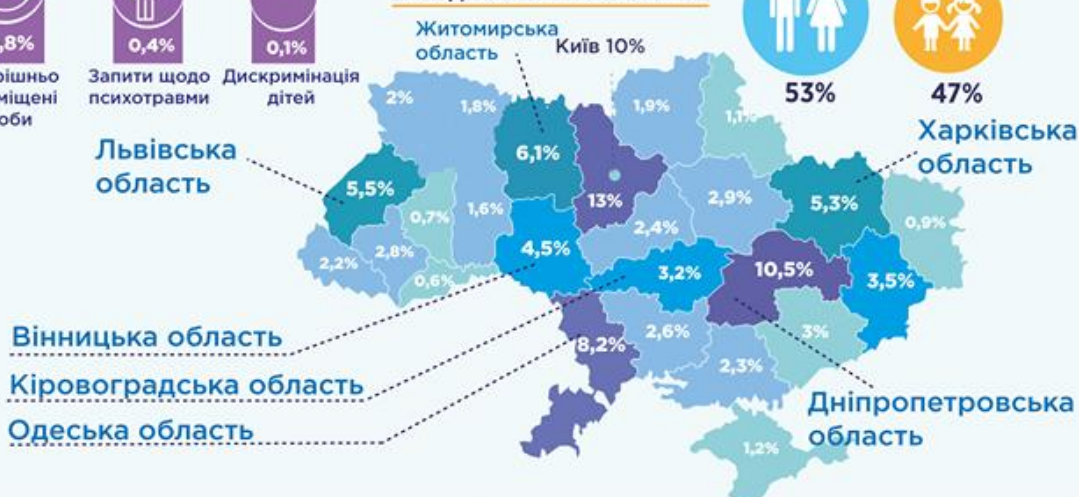 ,8%
0,4%
0,1%
Запити щодо
психотравми
Дискримінація
дітей
53%
47%
Житомирська
область
Київ 10%
Львівська
область
Харківська
область
2%
1,8%
6,1%
1,9%
1,1%
5,5%
0,7%
1,6%
13%
2,4%
2,9%
5,3%
0,9%
2,2%
2,8%
0,6%
4,5%
3,2%
10,5%
3,5%
8,2%
2,6%
2,3%
3%
1,2%
Вінницька область
Кіровоградська область
Одеська область
Дніпропетровська
область